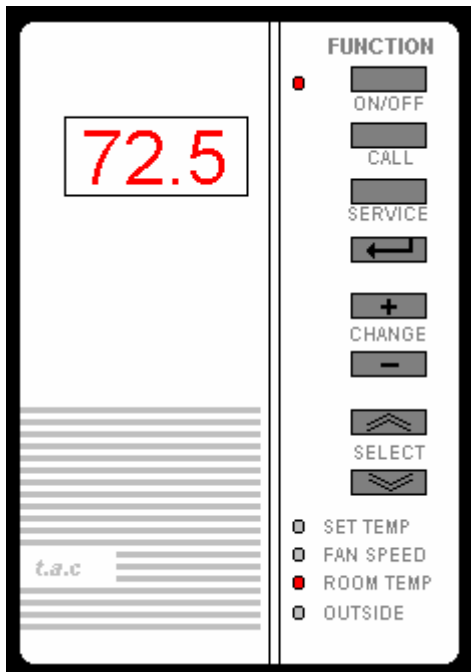 FUNCTION
ON/OFF
72.5
CALL
SERVICE
+
CHANGE
-
SELECT
SET TEMP
FAN SPEED
t.a.c
ROOM TEMP
OUTSIDE